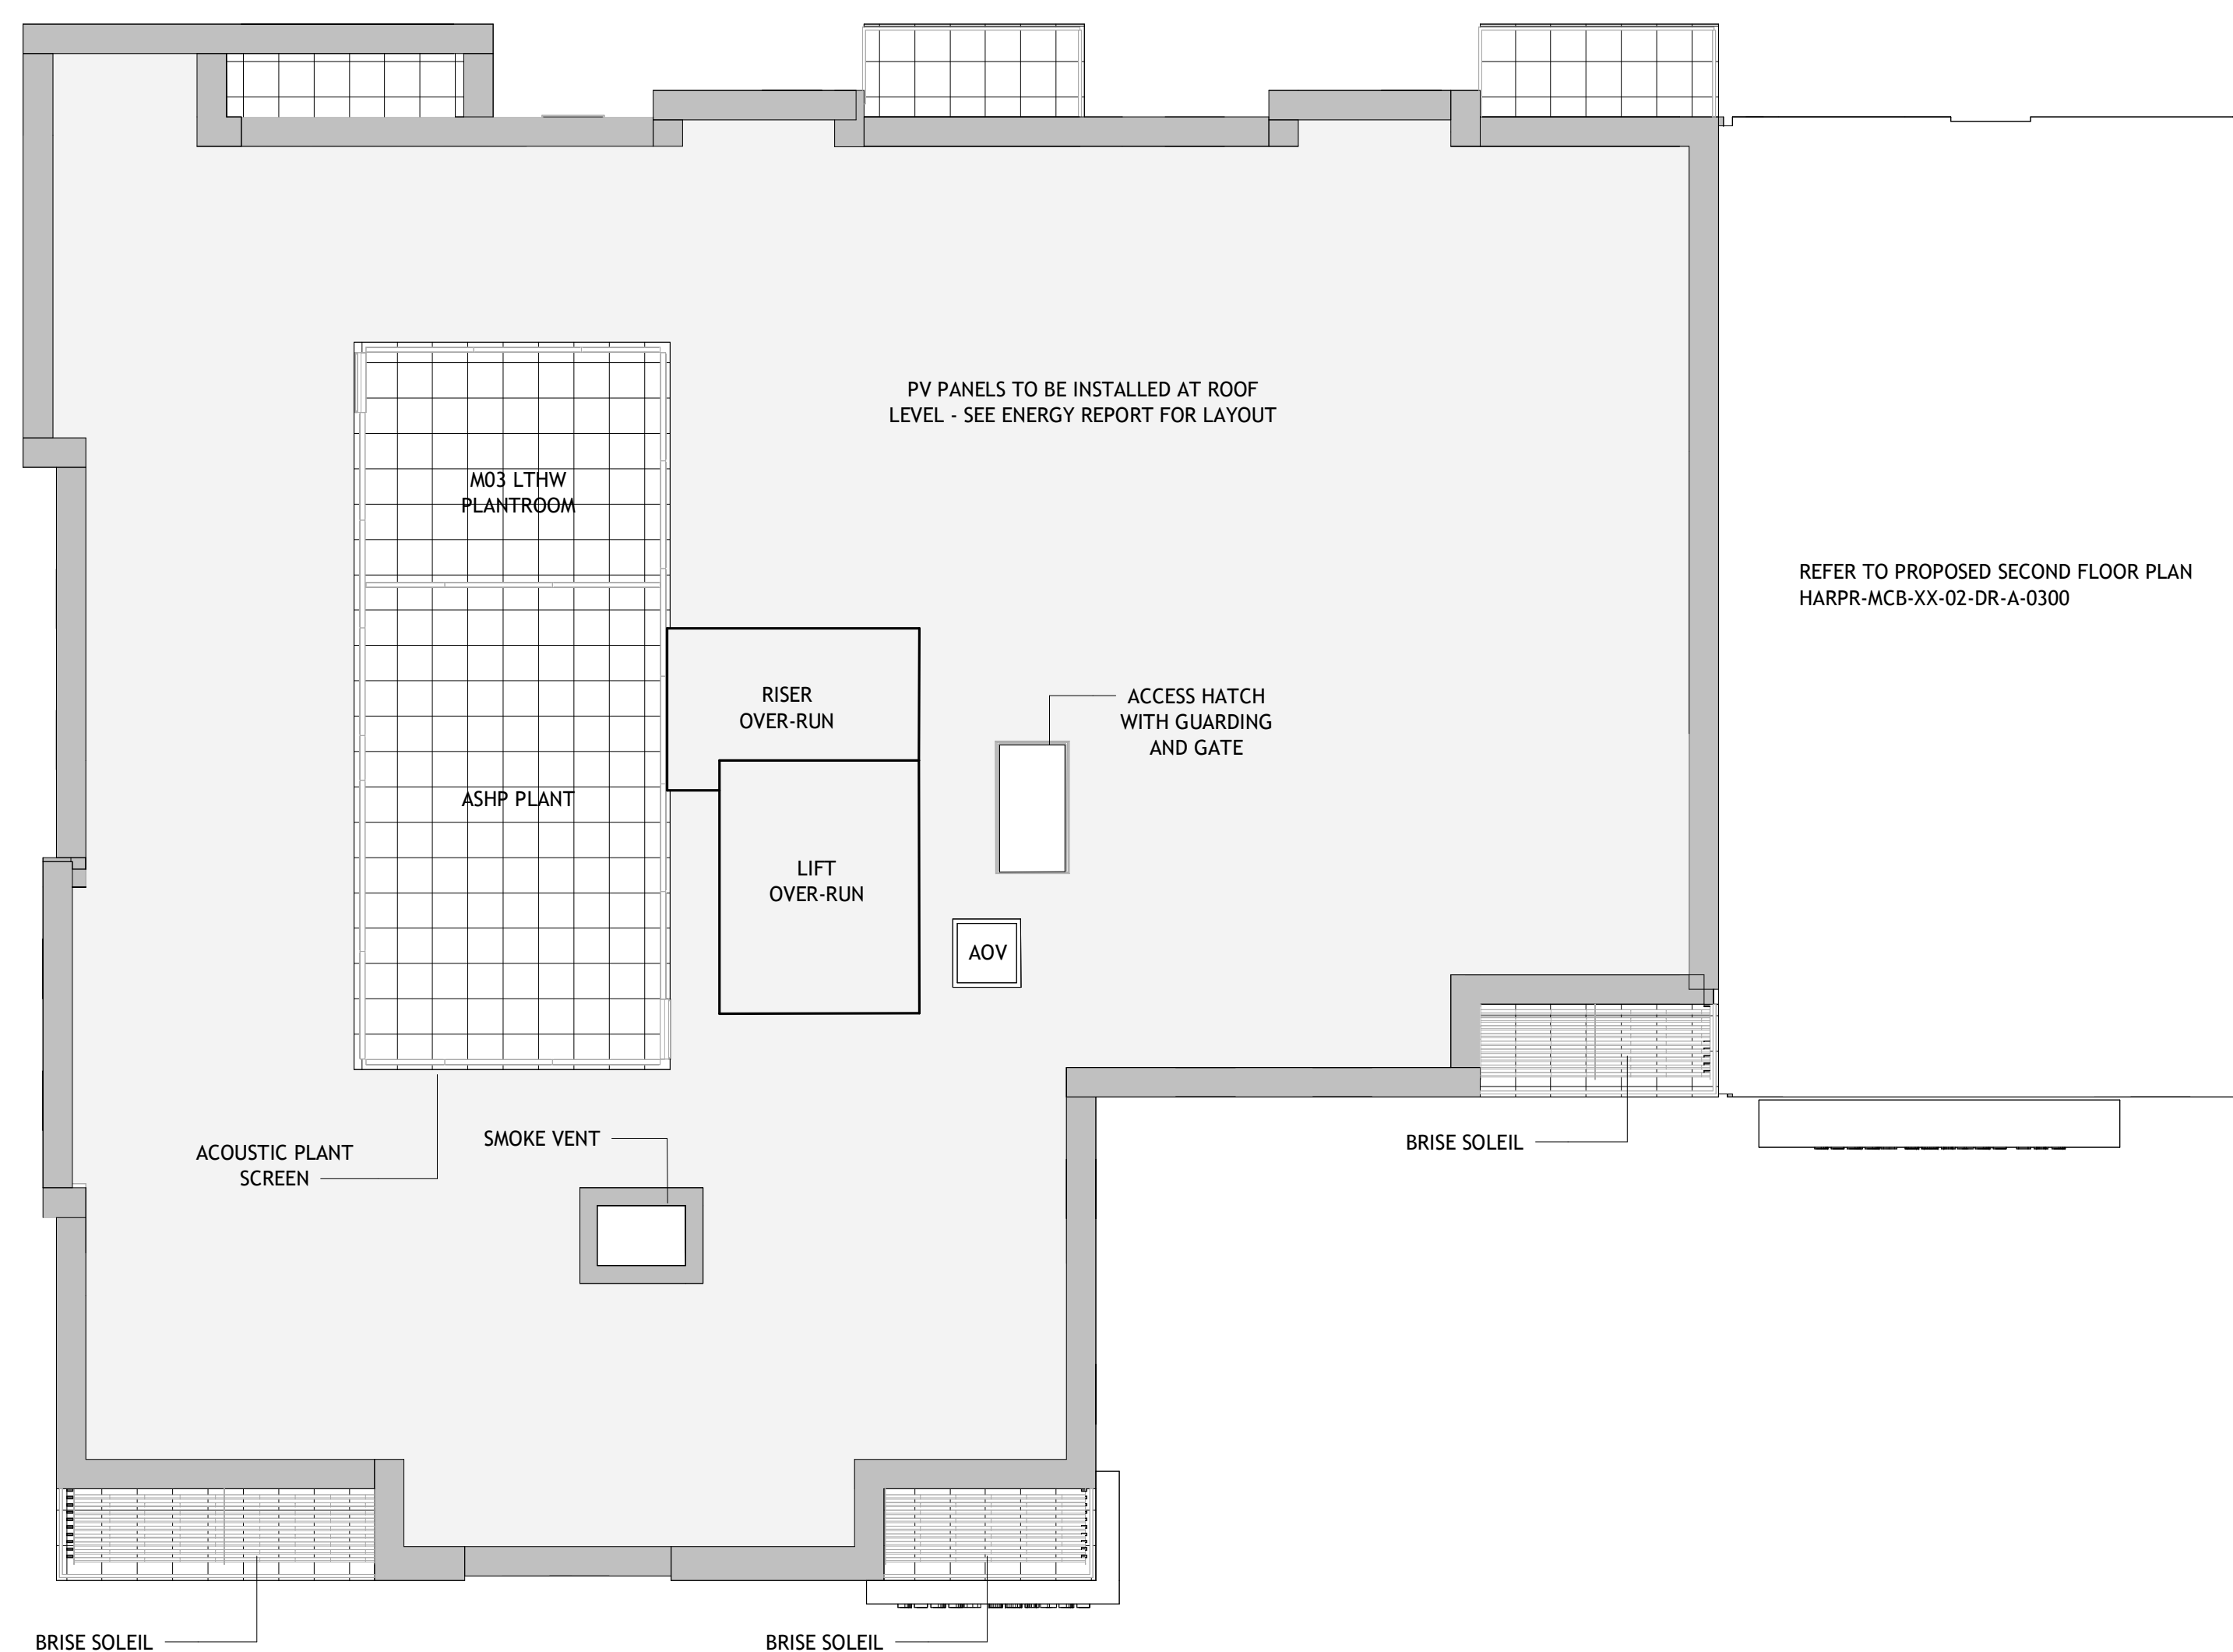 PV PANELS TO BE INSTALLED AT ROOF
LEVEL - SEE ENERGY REPORT FOR LAYOUT
M03 LTHW
PLANTROOM
REFER TO PROPOSED SECOND FLOOR PLAN
HARPR-MCB-XX-02-DR-A-0300
RISER
OVER-RUN
ACCESS HATCH
WITH GUARDING
AND GATE
ASHP PLANT
LIFT
OVER-RUN
AOV
SMOKE VENT
BRISE SOLEIL
ACOUSTIC PLANT
SCREEN
BRISE SOLEIL
BRISE SOLEIL